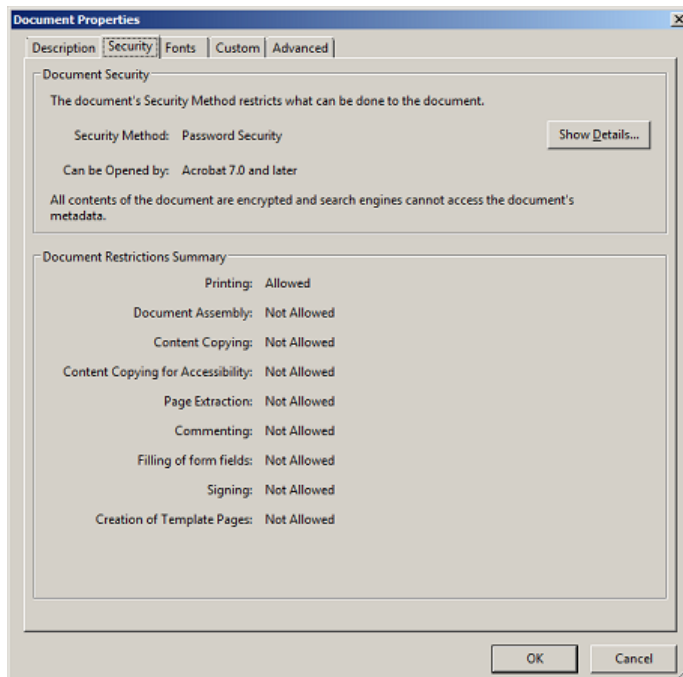 Document Properties
Description Security Fonts Custom Advanced
Document Security
The document's Security Method restricts what can be done to the document.
Security Method: Password Security
Show Details...
Can be Opened by: Acrobat 7.0 and later
All contents of the document are encrypted and search engines cannot access the document's
metadata.
Document Restrictions Summary
Printing: Allowed
Document Assembly: Not Allowed
Content Copying: Not Allowed
Content Copying for Accessibility: Not Allowed
Page Extraction: Not Allowed
Commenting: Not Allowed
Filling of form fields: Not Allowed
Signing: Not Allowed
Creation of Template Pages: Not Allowed
OK Cancel